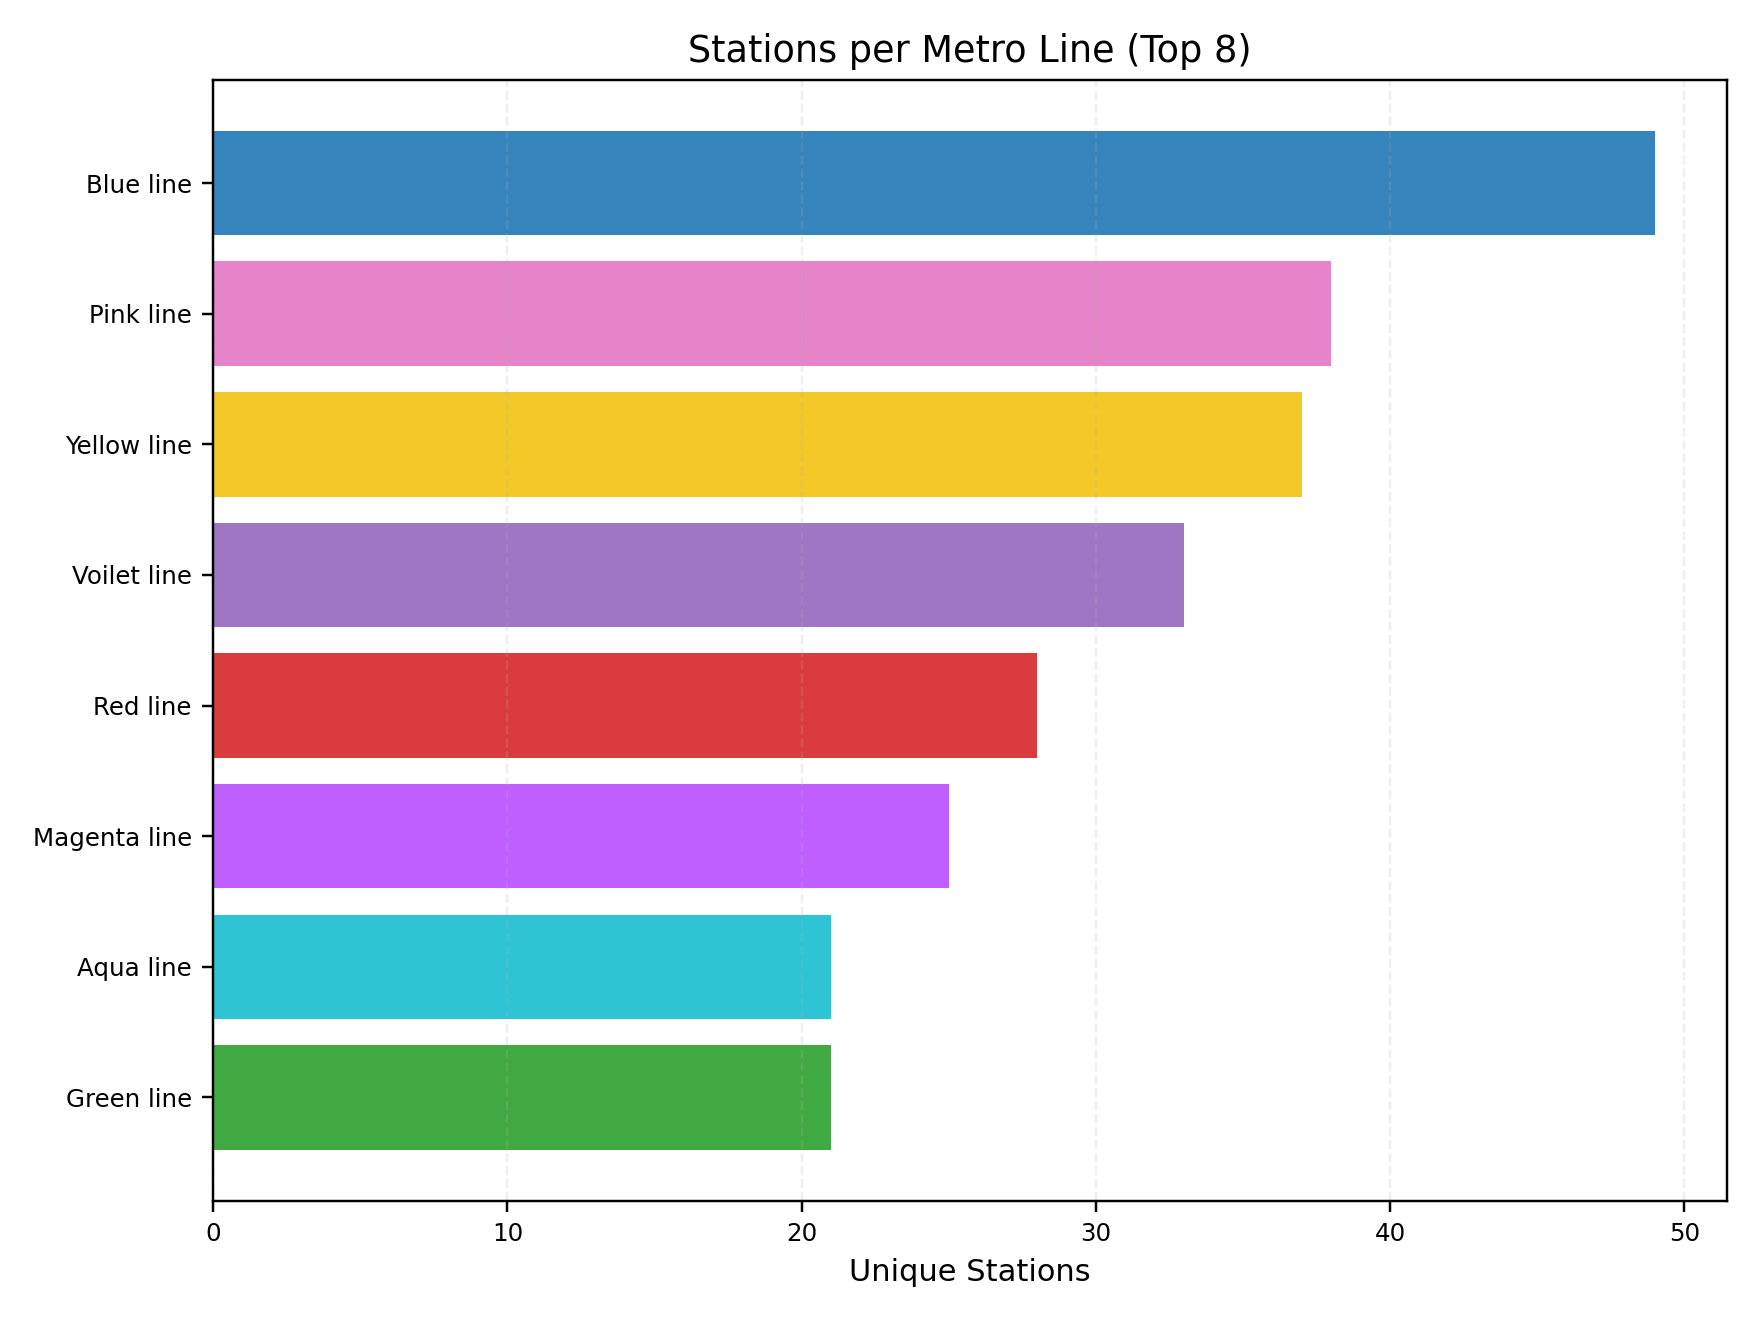 Stations per Metro Line (Top 8)
Blue line
Pink line
Yellow line
Voilet line
Red line
Magenta line
Aqua line
Green line
0 10 20 30 40 50
Unique Stations